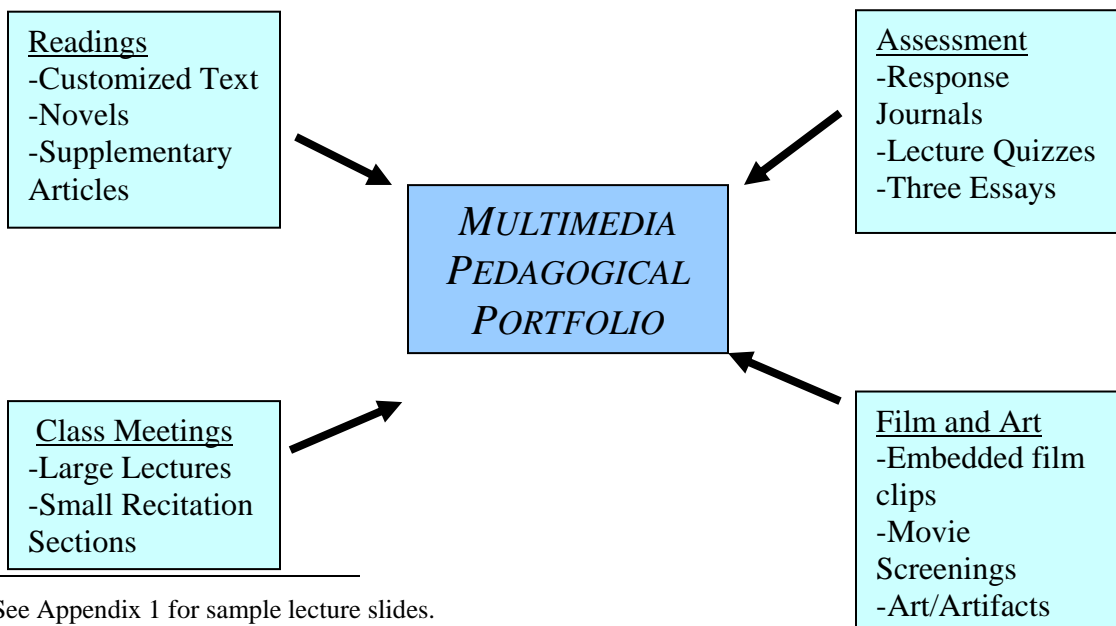 Readings
-Customized Text
-Novels
-Supplementary
Articles
Assessment
-Response
Journals
-Lecture Quizzes
-Three Essays
MULTIMEDIA
PEDAGOGICAL
PORTFOLIO
Class Meetings
-Large Lectures
-Small Recitation
Sections
Film and Art
-Embedded film
clips
-Movie
Screenings
-Art/Artifacts
See Appendix 1 for sample lecture slides.